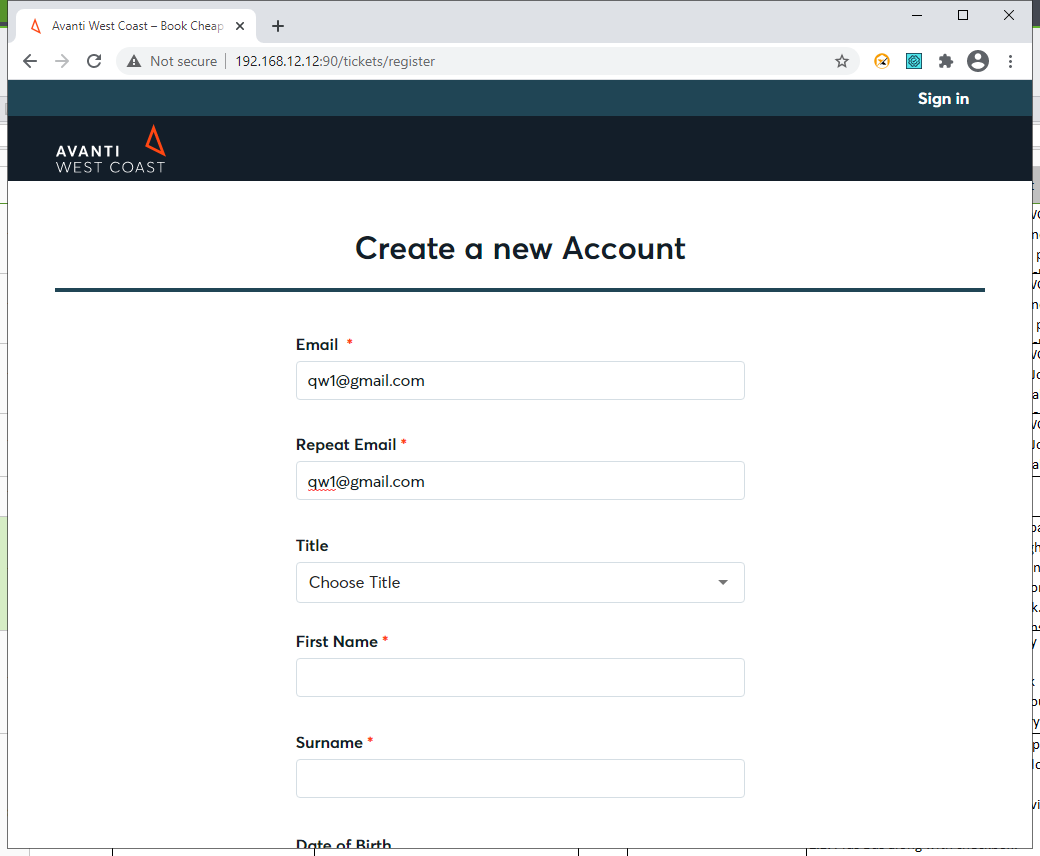 Avanti West Coast – Book Cheap
Not secure
192.168.12.12:90/tickets/register
Sign in
AVANTI
WEST COAST
Create a new Account
Email *
qw1@gmail.com
Repeat Email *
qw1@gmail.com
Title
Choose Title
First Name *
Surname *
Date of Birth